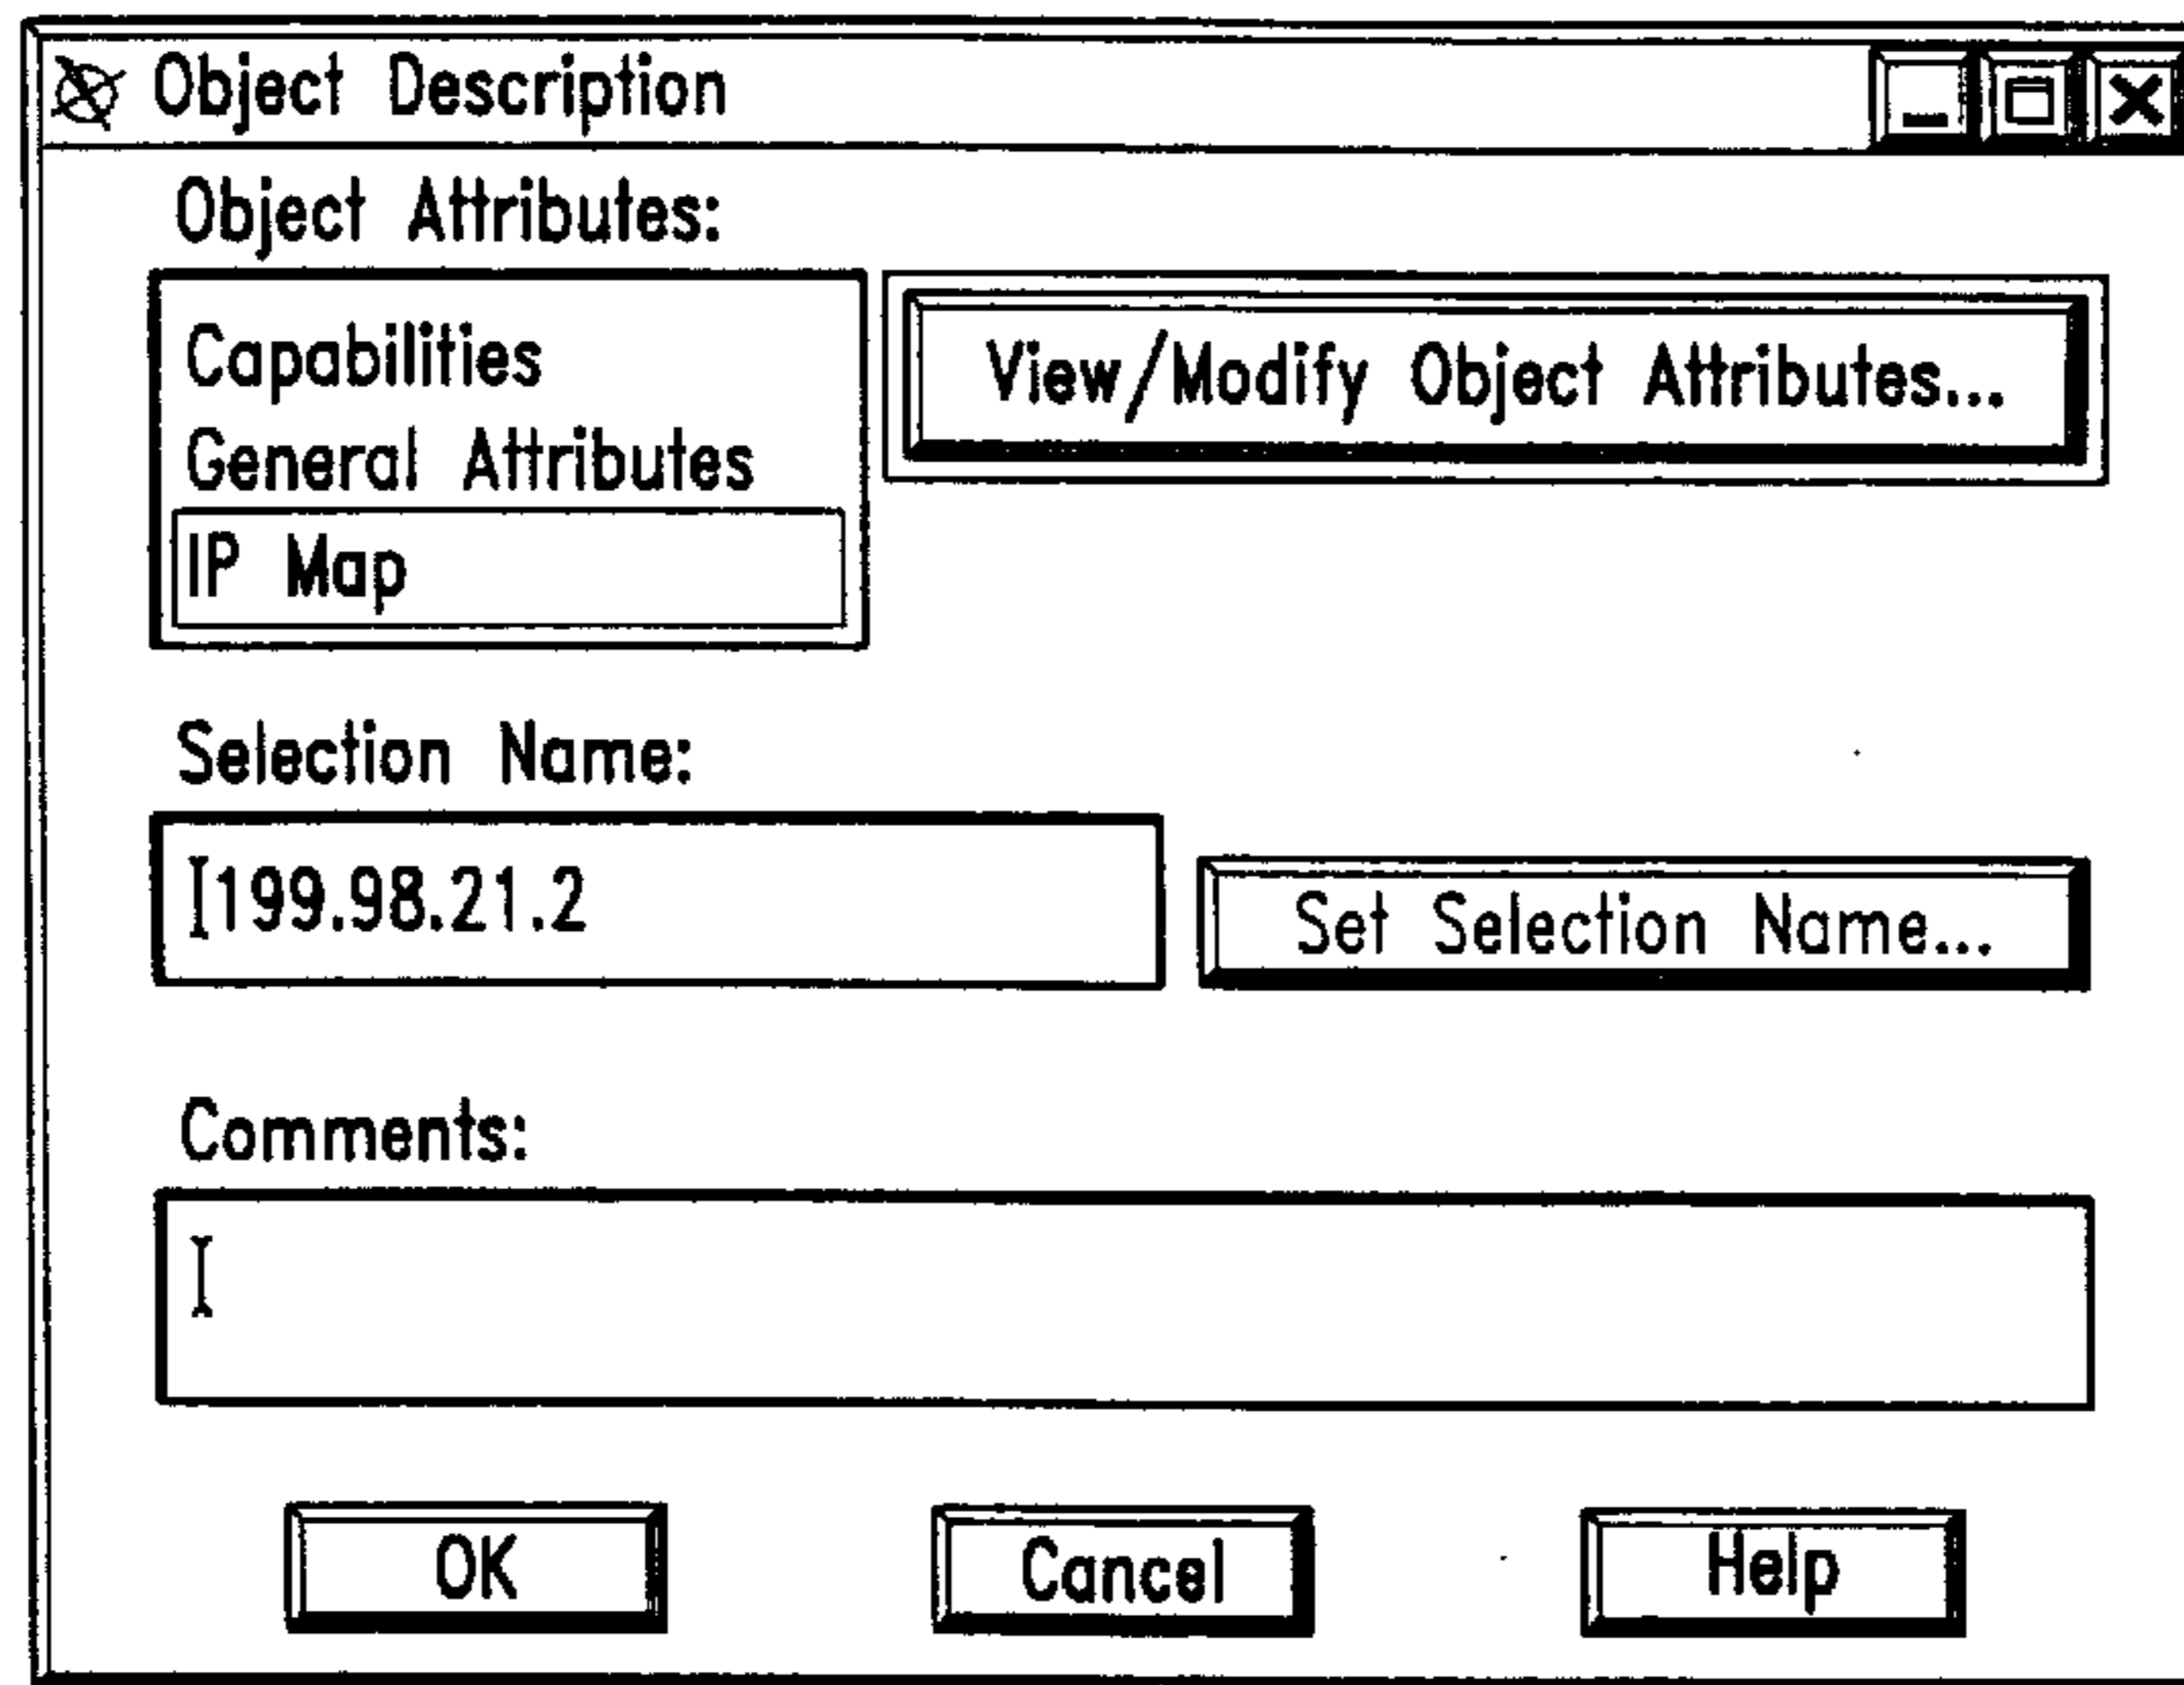 Object Description
Object Attributes:
Capabilities
View/Modify Object Attributes...
General Attributes
IP Map
Selection Name:
199.98.21.2
Set Selection Name...
Comments:
OK Cancel Help